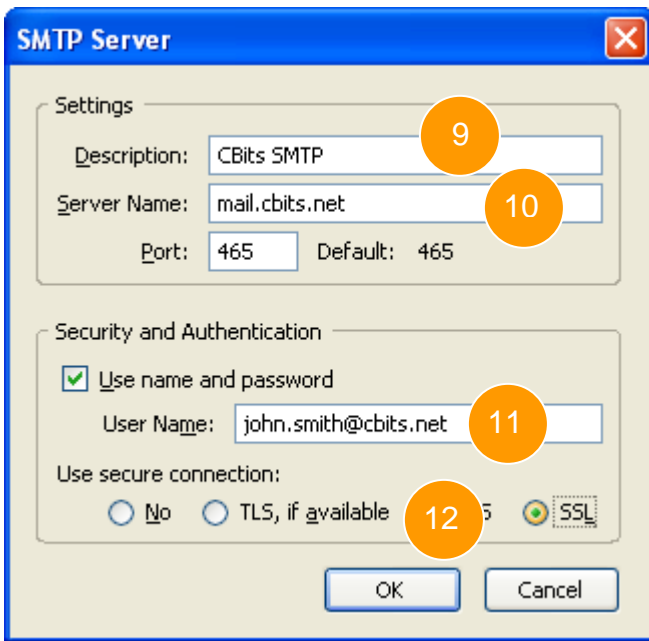 SMTP Server
Settings
9
Description: CBits SMTP
10
Server Name: mail.cbits.net
Port: 465 Default: 465
Security and Authentication
Use name and password
11
User Name: john.smith@cbits.net
Use secure connection:
No TLS, if available 12 SSL
OK Cancel